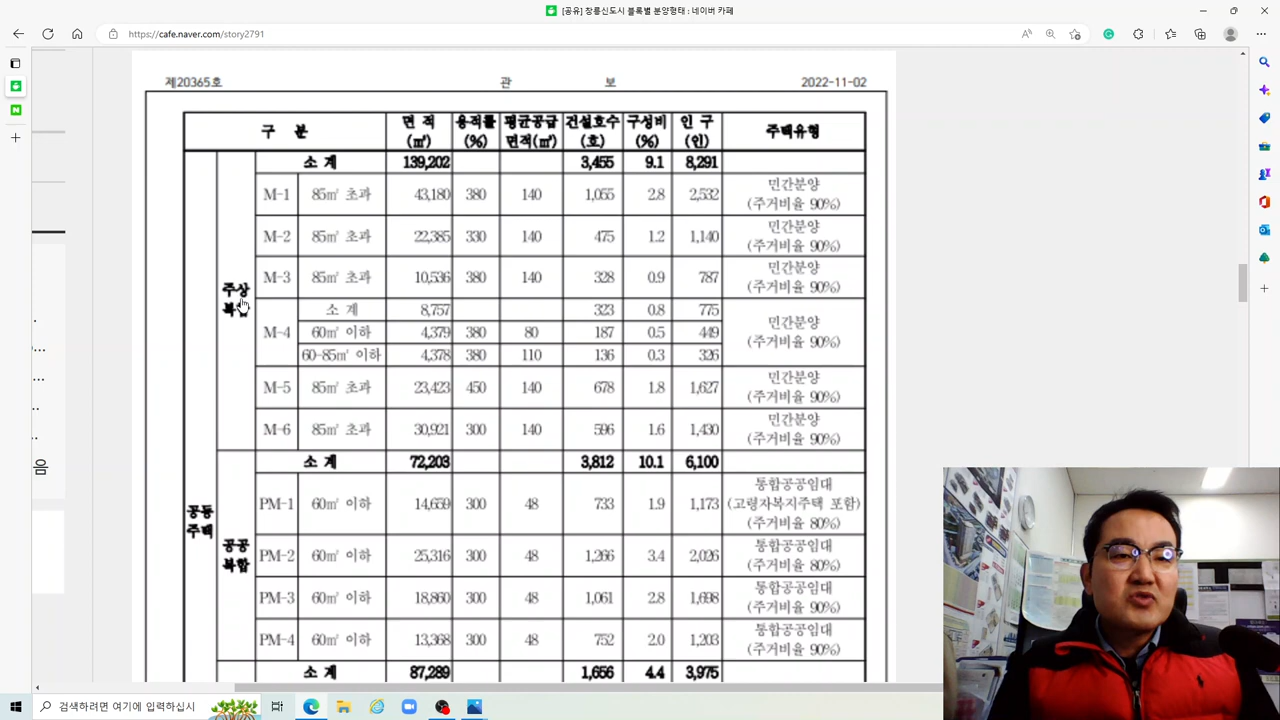 [공유] 창릉신도시 블록별 분양형태 : 네이버 카페
https://cafe.naver.com/story2791
제20365호 관 보 2022-11-02
구 분 면 적 (㎡) 용적률 (%) 평균공급 면적(㎡) 건설호수 (호) 구성비 (%) 인 구 (인) 주택유형
공동 주택
주상 복합
소 계 139,202 3,455 9.1 8,291
M-1 85㎡ 초과 43,180 380 140 1,055 2.8 2,532 민간분양 (주거비율 90%)
M-2 85㎡ 초과 22,385 330 140 475 1.2 1,140 민간분양 (주거비율 90%)
M-3 85㎡ 초과 10,536 380 140 328 0.9 787 민간분양 (주거비율 90%)
M-4 소 계 8,757 323 0.8 775 민간분양 (주거비율 90%)
60㎡ 이하 4,379 380 80 187 0.5 449
60-85㎡ 이하 4,378 380 110 136 0.3 326
M-5 85㎡ 초과 23,423 450 140 678 1.8 1,627 민간분양 (주거비율 90%)
M-6 85㎡ 초과 30,921 300 140 596 1.6 1,430 민간분양 (주거비율 90%)
공공 복합
소 계 72,203 3,812 10.1 6,100
PM-1 60㎡ 이하 14,659 300 48 733 1.9 1,173 통합공공임대 (고령자복지주택 포함) (주거비율 80%)
PM-2 60㎡ 이하 25,316 300 48 1,266 3.4 2,026 통합공공임대 (주거비율 80%)
PM-3 60㎡ 이하 18,860 300 48 1,061 2.8 1,698 통합공공임대 (주거비율 90%)
PM-4 60㎡ 이하 13,368 300 48 752 2.0 1,203 통합공공임대 (주거비율 90%)
소 계 87,289 1,656 4.4 3,975
음
검색하려면 여기에 입력하십시